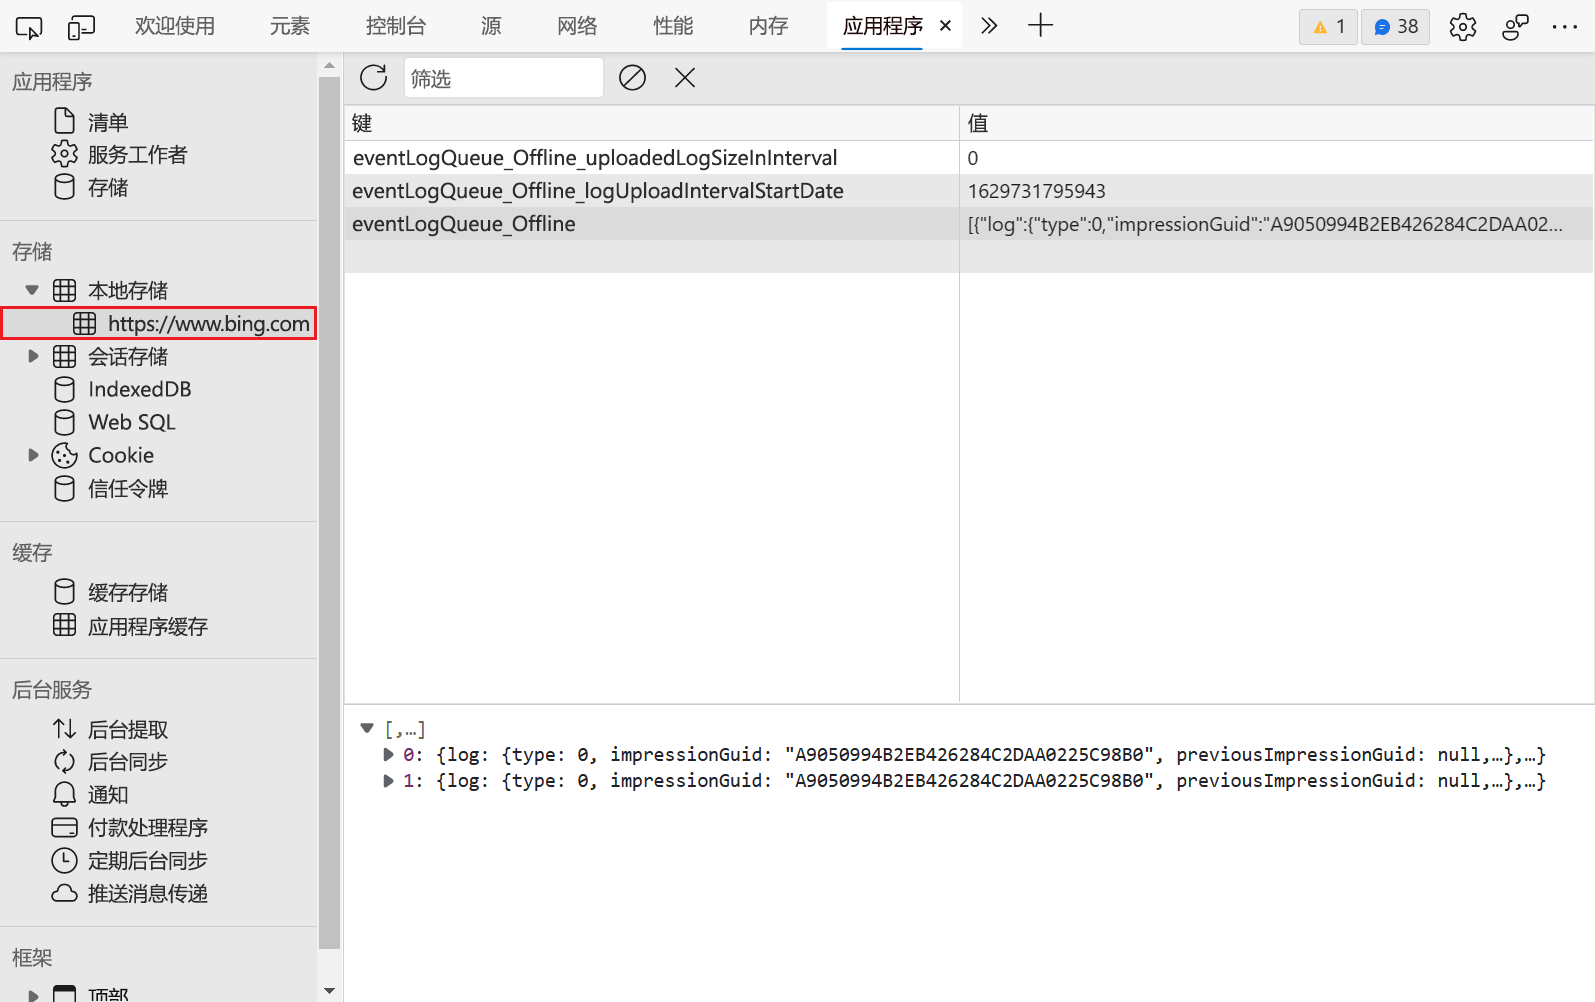 欢迎使用 元素 控制台 源 网络 性能 内存 应用程序 1 38
应用程序
清单
服务工作者
存储
存储
本地存储
https://www.bing.com
会话存储
IndexedDB
Web SQL
Cookie
信任令牌
缓存
缓存存储
应用程序缓存
后台服务
后台提取
后台同步
通知
付款处理程序
定期后台同步
推送消息传递
框架
顶部
筛选
键 值
eventLogQueue_Offline_uploadedLogSizeInInterval 0
eventLogQueue_Offline_logUploadIntervalStartDate 1629731795943
eventLogQueue_Offline [{"log":{"type":0,"impressionGuid":"A9050994B2EB426284C2DAA02...
[,…]
0: {log: {type: 0, impressionGuid: "A9050994B2EB426284C2DAA0225C98B0", previousImpressionGuid: null,…},…}
1: {log: {type: 0, impressionGuid: "A9050994B2EB426284C2DAA0225C98B0", previousImpressionGuid: null,…},…}